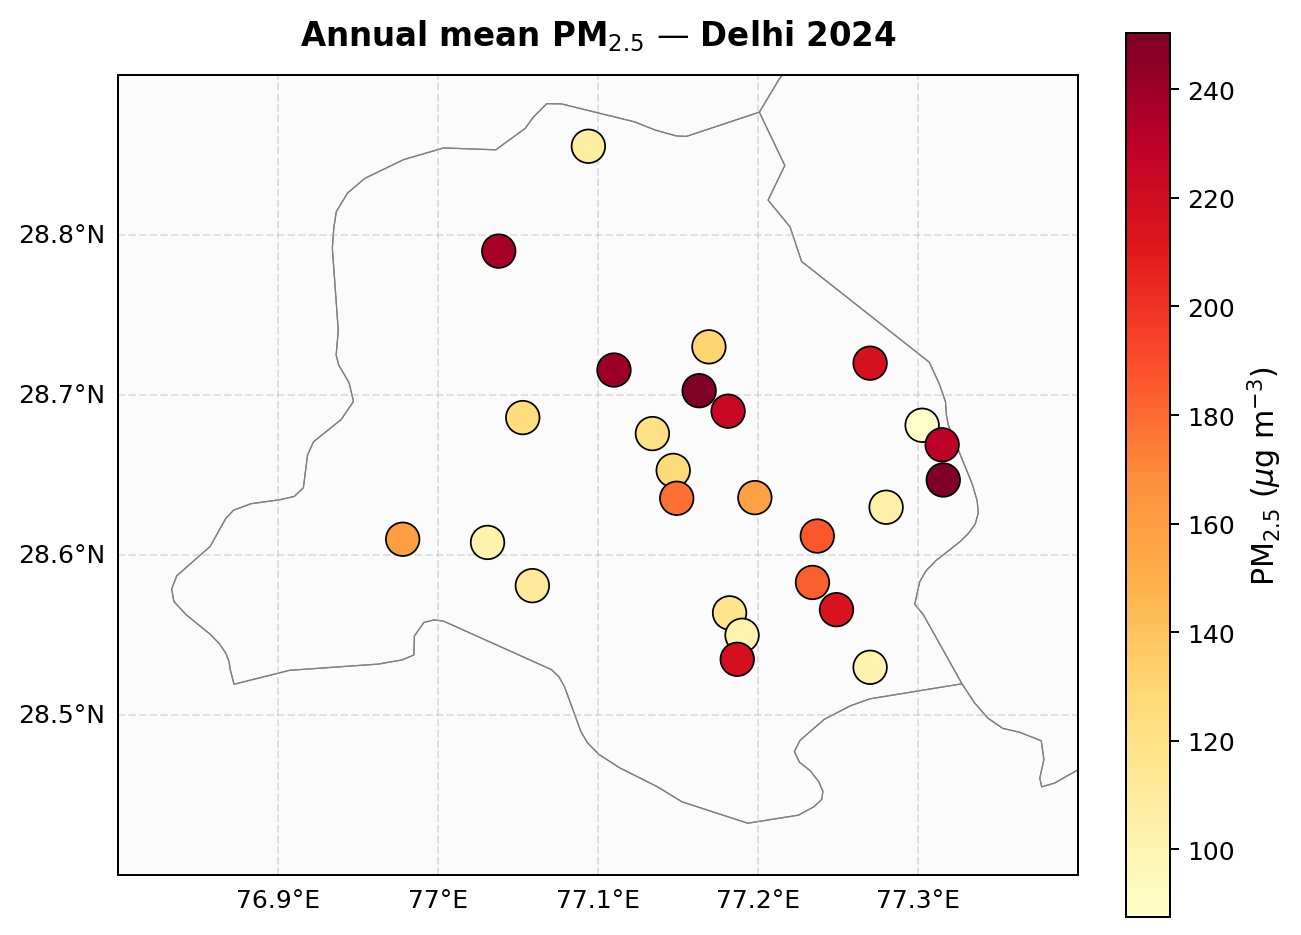 Annual mean PM₂.₅ — Delhi 2024
28.8°N
28.7°N
28.6°N
28.5°N
76.9°E
77°E
77.1°E
77.2°E
77.3°E
240
220
200
180
160
140
120
100
PM₂.₅ (μg m⁻³)